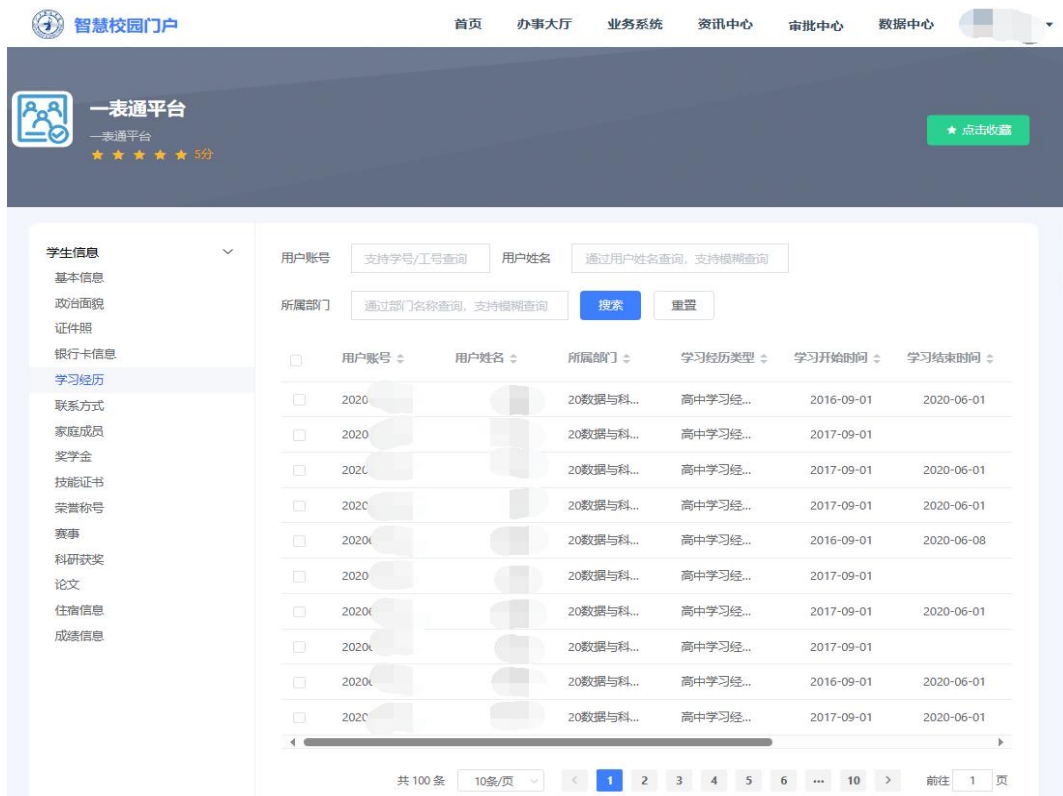 智慧校园门户 首页 办事大厅 业务系统 资讯中心 审批中心 数据中心
一表通平台
一表通平台
5分
点击收藏
学生信息
基本信息
政治面貌
证件照
银行卡信息
学习经历
联系方式
家庭成员
奖学金
技能证书
荣誉称号
赛事
科研获奖
论文
住宿信息
成绩信息
用户账号 支持学号/工号查询 用户姓名 通过用户姓名查询，支持模糊查询
所属部门 通过部门名称查询，支持模糊查询 搜索 重置
用户账号 用户姓名 所属部门 学习经历类型 学习开始时间 学习结束时间
2020 20数据与科... 高中学习经... 2016-09-01 2020-06-01
2020 20数据与科... 高中学习经... 2017-09-01
2020 20数据与科... 高中学习经... 2017-09-01 2020-06-01
2020 20数据与科... 高中学习经... 2017-09-01 2020-06-01
2020 20数据与科... 高中学习经... 2016-09-01 2020-06-08
2020 20数据与科... 高中学习经... 2017-09-01
2020 20数据与科... 高中学习经... 2017-09-01 2020-06-01
2020 20数据与科... 高中学习经... 2017-09-01
2020 20数据与科... 高中学习经... 2016-09-01 2020-06-01
2020 20数据与科... 高中学习经... 2017-09-01 2020-06-01
共 100 条 10条/页 < 1 2 3 4 5 6 ... 10 > 前往 1 页